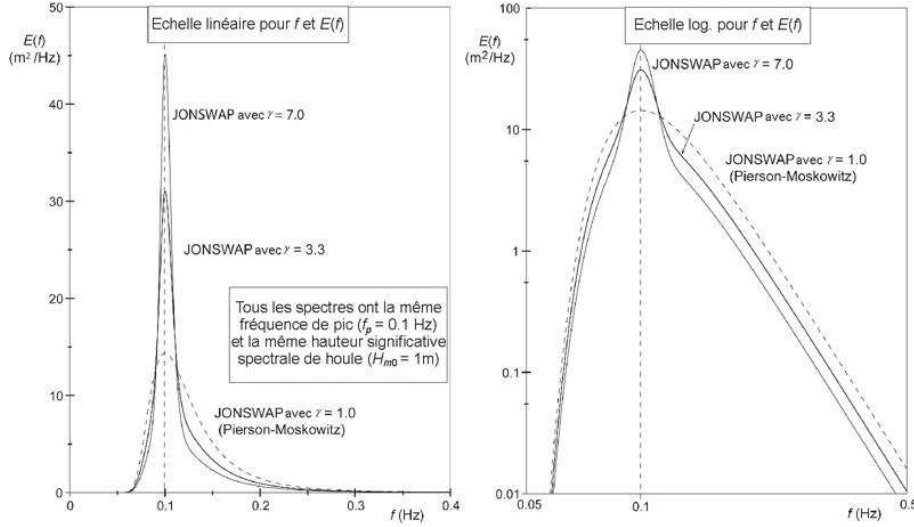 Echelle linéaire pour f et E(f)
E(f)
(m²/Hz)
50
40
30
20
10
0
0
0.1
0.2
0.3
0.4
f (Hz)
JONSWAP avec γ = 7.0
JONSWAP avec γ = 3.3
Tous les spectres ont la même
fréquence de pic (fp = 0.1 Hz)
et la même hauteur significative
spectrale de houle (Hm0 = 1m)
JONSWAP avec γ = 1.0
(Pierson-Moskowitz)
Echelle log. pour f et E(f)
E(f)
(m²/Hz)
100
10
1
0.1
0.01
0.05
0.1
0.5
f (Hz)
JONSWAP avec γ = 7.0
JONSWAP avec γ = 3.3
JONSWAP avec γ = 1.0
(Pierson-Moskowitz)